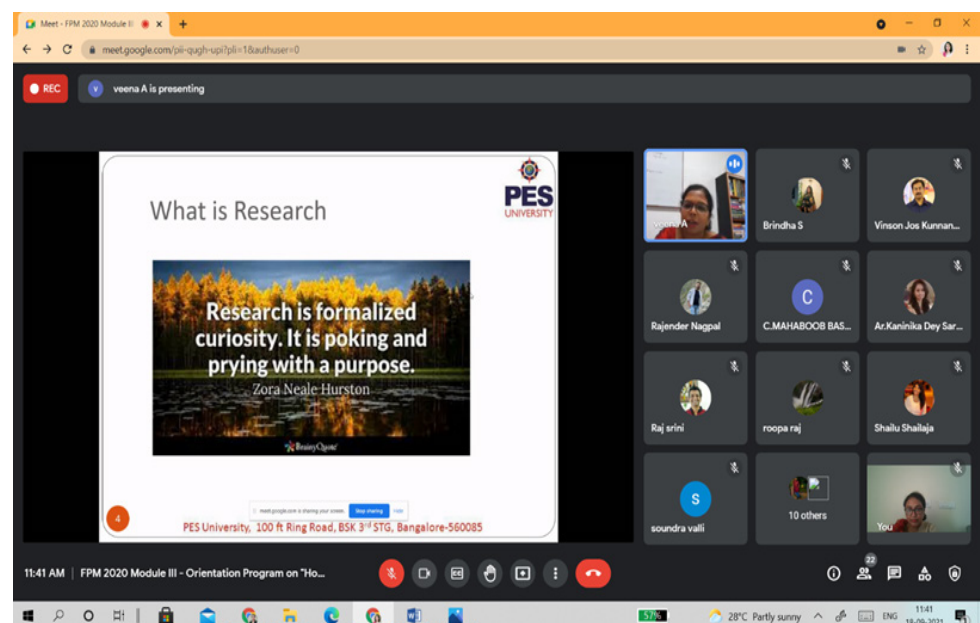 Meet - FPM 2020 Module II
meet.google.com/pii-qugh-upi?pli=1&authuser=0
REC
v
veena A is presenting
PES
UNIVERSITY
What is Research
Research is formalized
curiosity. It is poking and
prying with a purpose.
Zora Neale Hurston
BrainyQuote
meet.google.com is sharing your screen.
Stop sharing
Hide
4
PES University, 100 ft Ring Road, BSK 3rd STG, Bangalore-560085
veena A
Brindha S
Vinson Jos Kunnan...
Rajender Nagpal
C
C.MAHABOOB BAS...
Ar.Kaninika Dey Sar...
Raj srini
roopa raj
Shailu Shailaja
S
soundra valli
10 others
You
11:41 AM | FPM 2020 Module III - Orientation Program on "Ho...
22
57%
28°C Partly sunny
ENG
11:41
18-09-2021